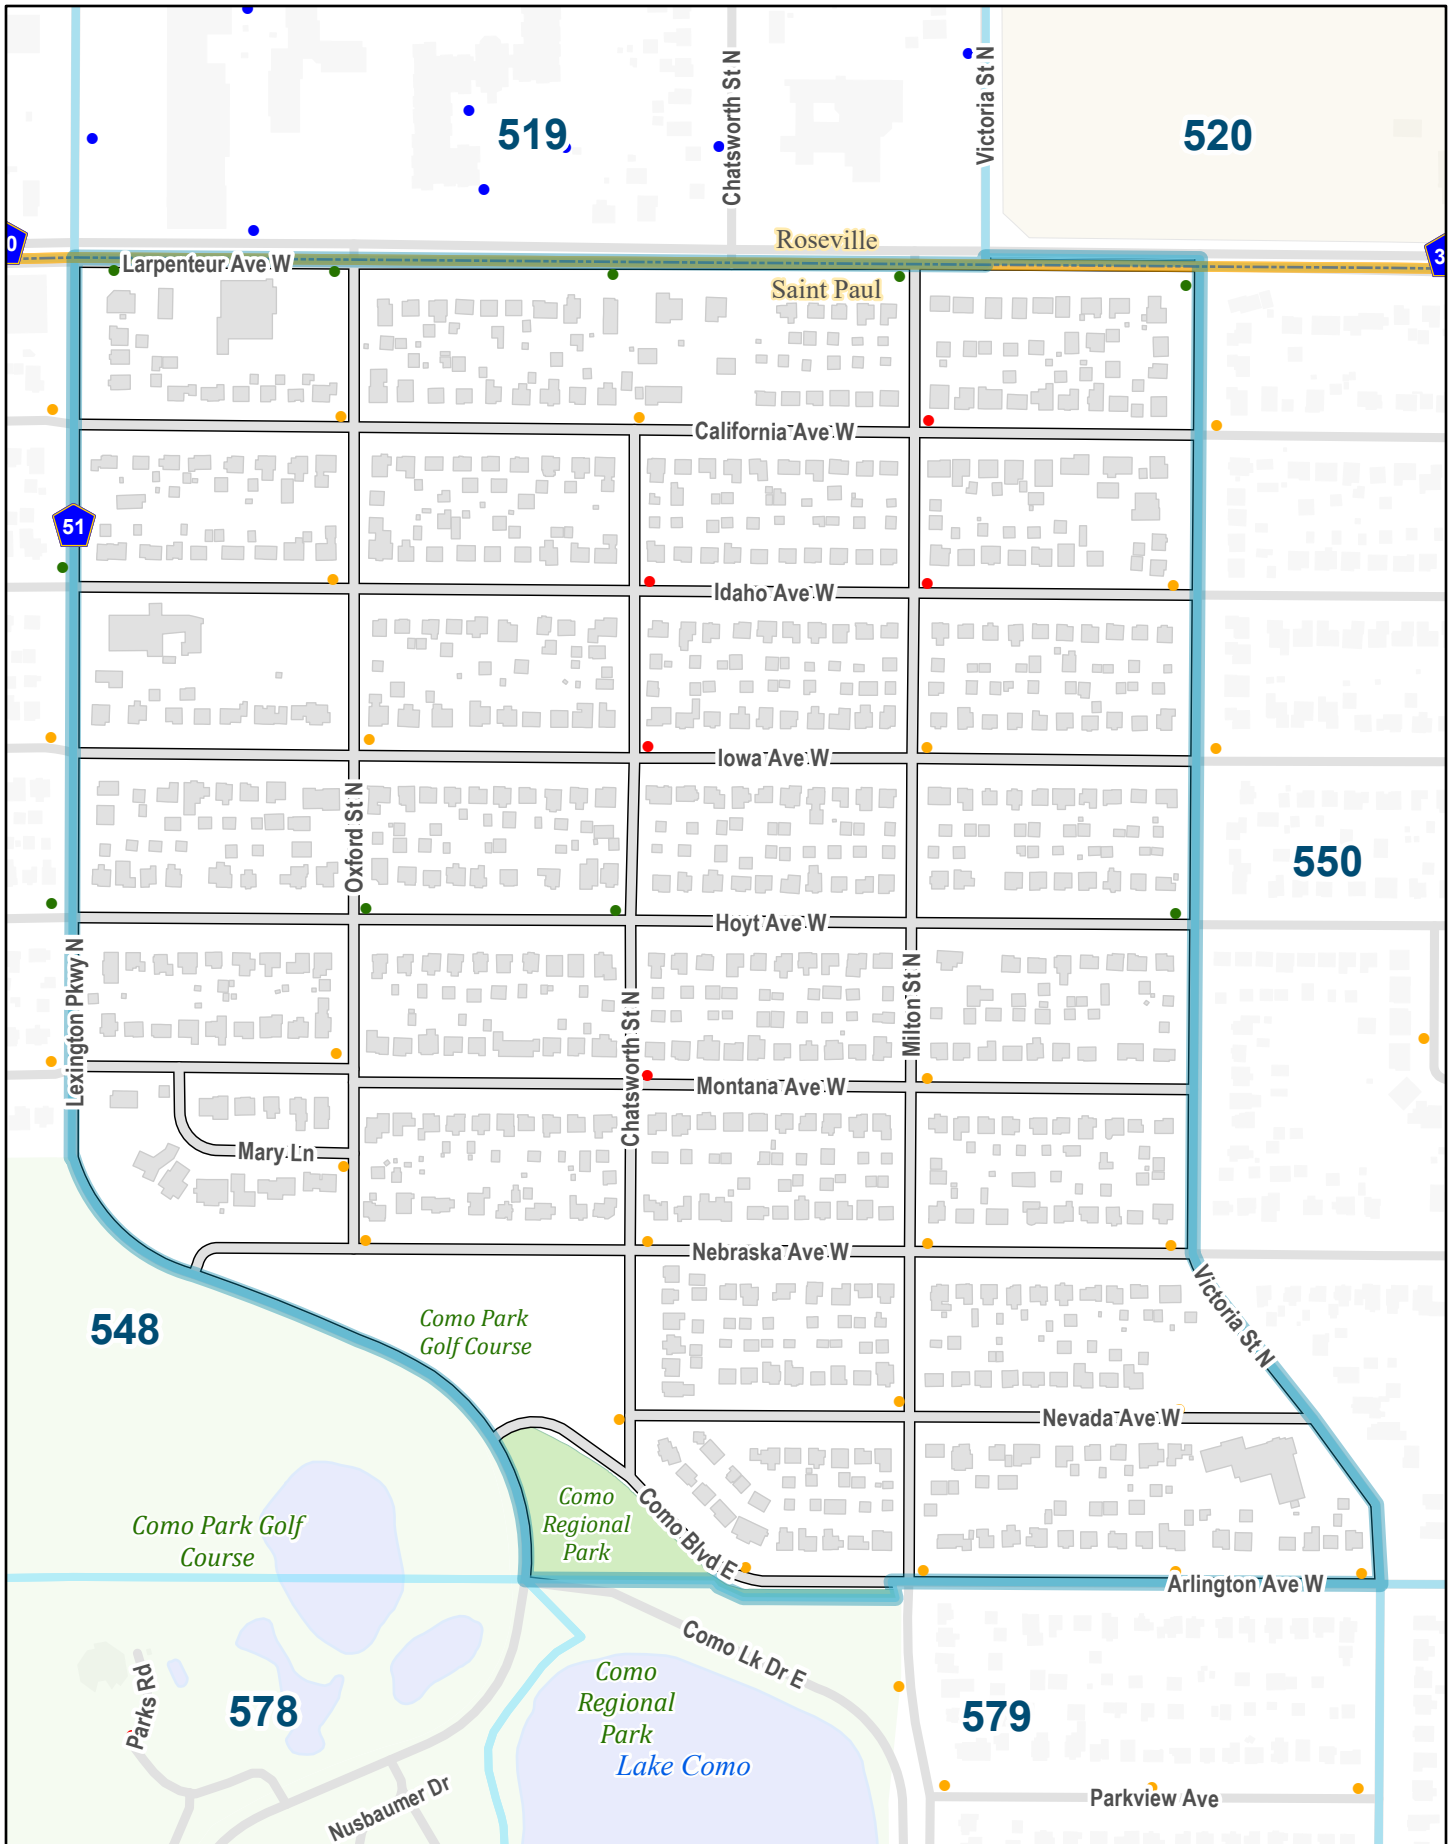 Chatsworth St N
Victoria St N
519
520
Roseville
0
Larpenteur Ave W
3
Saint Paul
California Ave W
51
Idaho Ave W
Iowa Ave W
Oxford St N
550
Hoyt Ave W
Lexington Pkwy N
Milton St N
Chatsworth St N
Montana Ave W
Mary Ln
Nebraska Ave W
Victoria St N
548
Como Park
Golf Course
Nevada Ave W
Como
Regional
Park
Como Blvd E
Como Park Golf
Course
Arlington Ave W
Como Lk Dr E
Parks Rd
Como
Regional
Park
578
579
Lake Como
Nusbaumer Dr
Parkview Ave